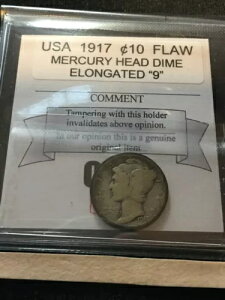 USA 1917 ¢10 FLAW
MERCURY HEAD DIME
ELONGATED "9"
COMMENT
Tampering with this holder
invalidates above opinion.
In our opinion this is a genuine
original item